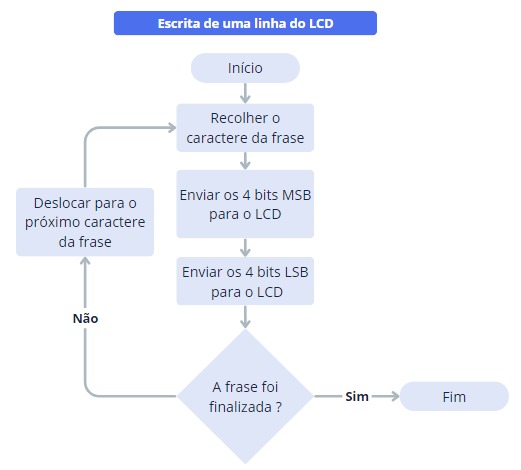 Escrita de uma linha do LCD
Início
Recolher o
caractere da frase
Enviar os 4 bits MSB
para o LCD
Deslocar para o
próximo caractere
da frase
Enviar os 4 bits LSB
para o LCD
Não
A frase foi
finalizada ?
Sim
Fim